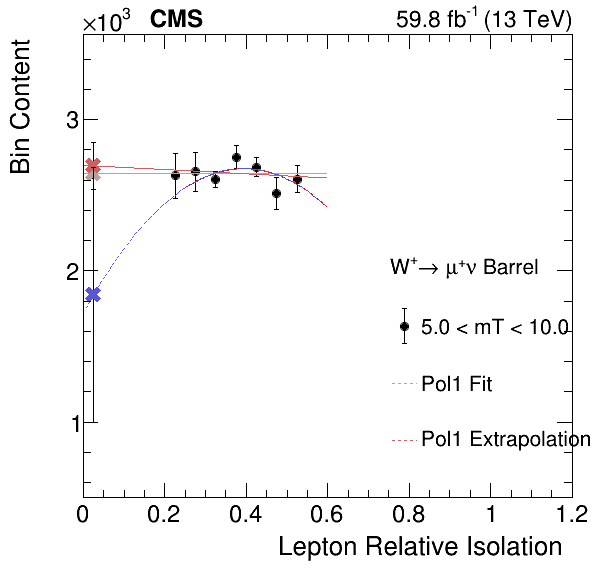 ×10³ CMS 59.8 fb⁻¹ (13 TeV)
Bin Content
3
2
1
W⁺→ μ⁺ν Barrel
5.0 < mT < 10.0
Pol1 Fit
Pol1 Extrapolation
0 0.2 0.4 0.6 0.8 1 1.2
Lepton Relative Isolation